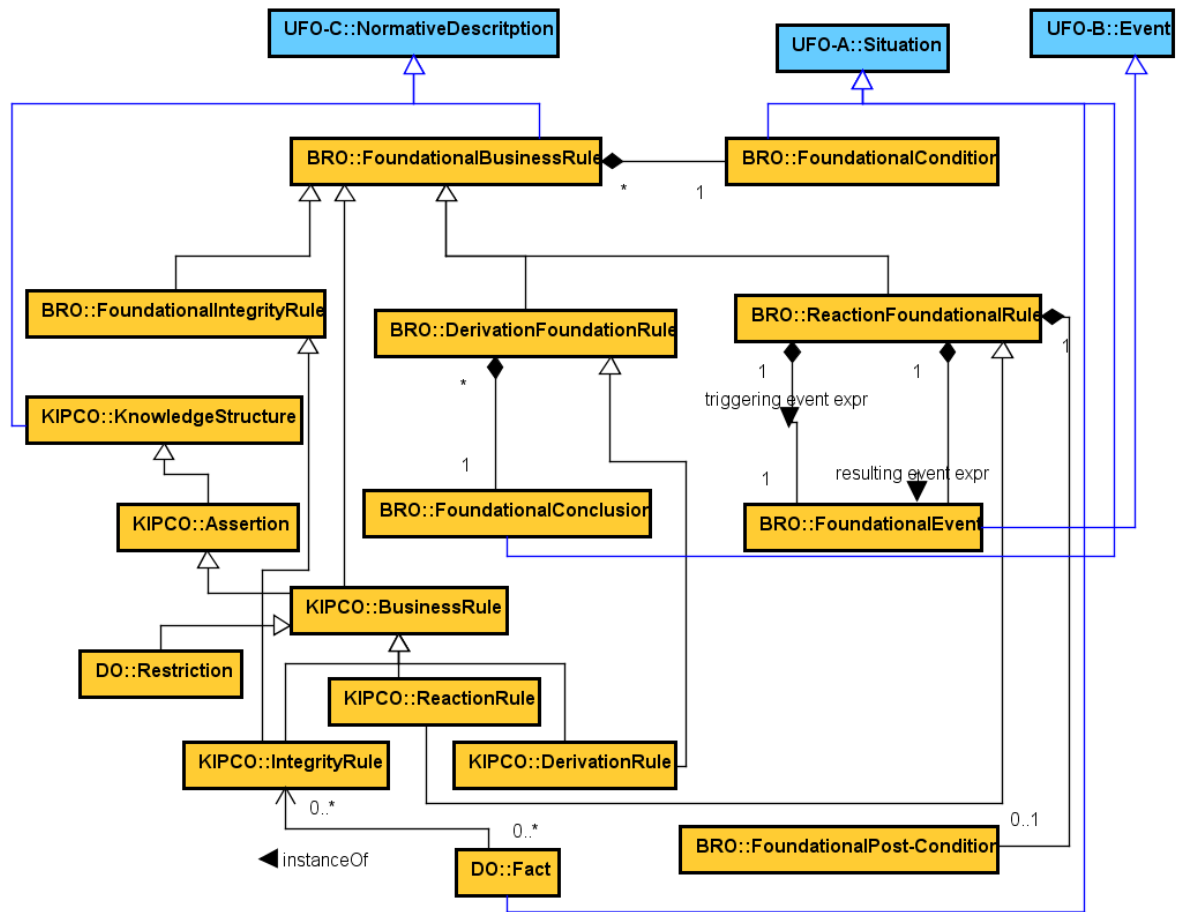 UFO-C::NormativeDescritption
UFO-A::Situation
UFO-B::Event
BRO::FoundationalBusinessRule
BRO::FoundationalCondition
*
1
BRO::FoundationalIntegrityRule
BRO::DerivationFoundationRule
BRO::ReactionFoundationalRule
1
1
1
*
triggering event expr
KIPCO::KnowledgeStructure
1
1
resulting event expr
1
BRO::FoundationalConclusion
BRO::FoundationalEvent
KIPCO::Assertion
KIPCO::BusinessRule
DO::Restriction
KIPCO::ReactionRule
KIPCO::IntegrityRule
KIPCO::DerivationRule
0..*
0..*
0..1
instanceOf
DO::Fact
BRO::FoundationalPost-Condition